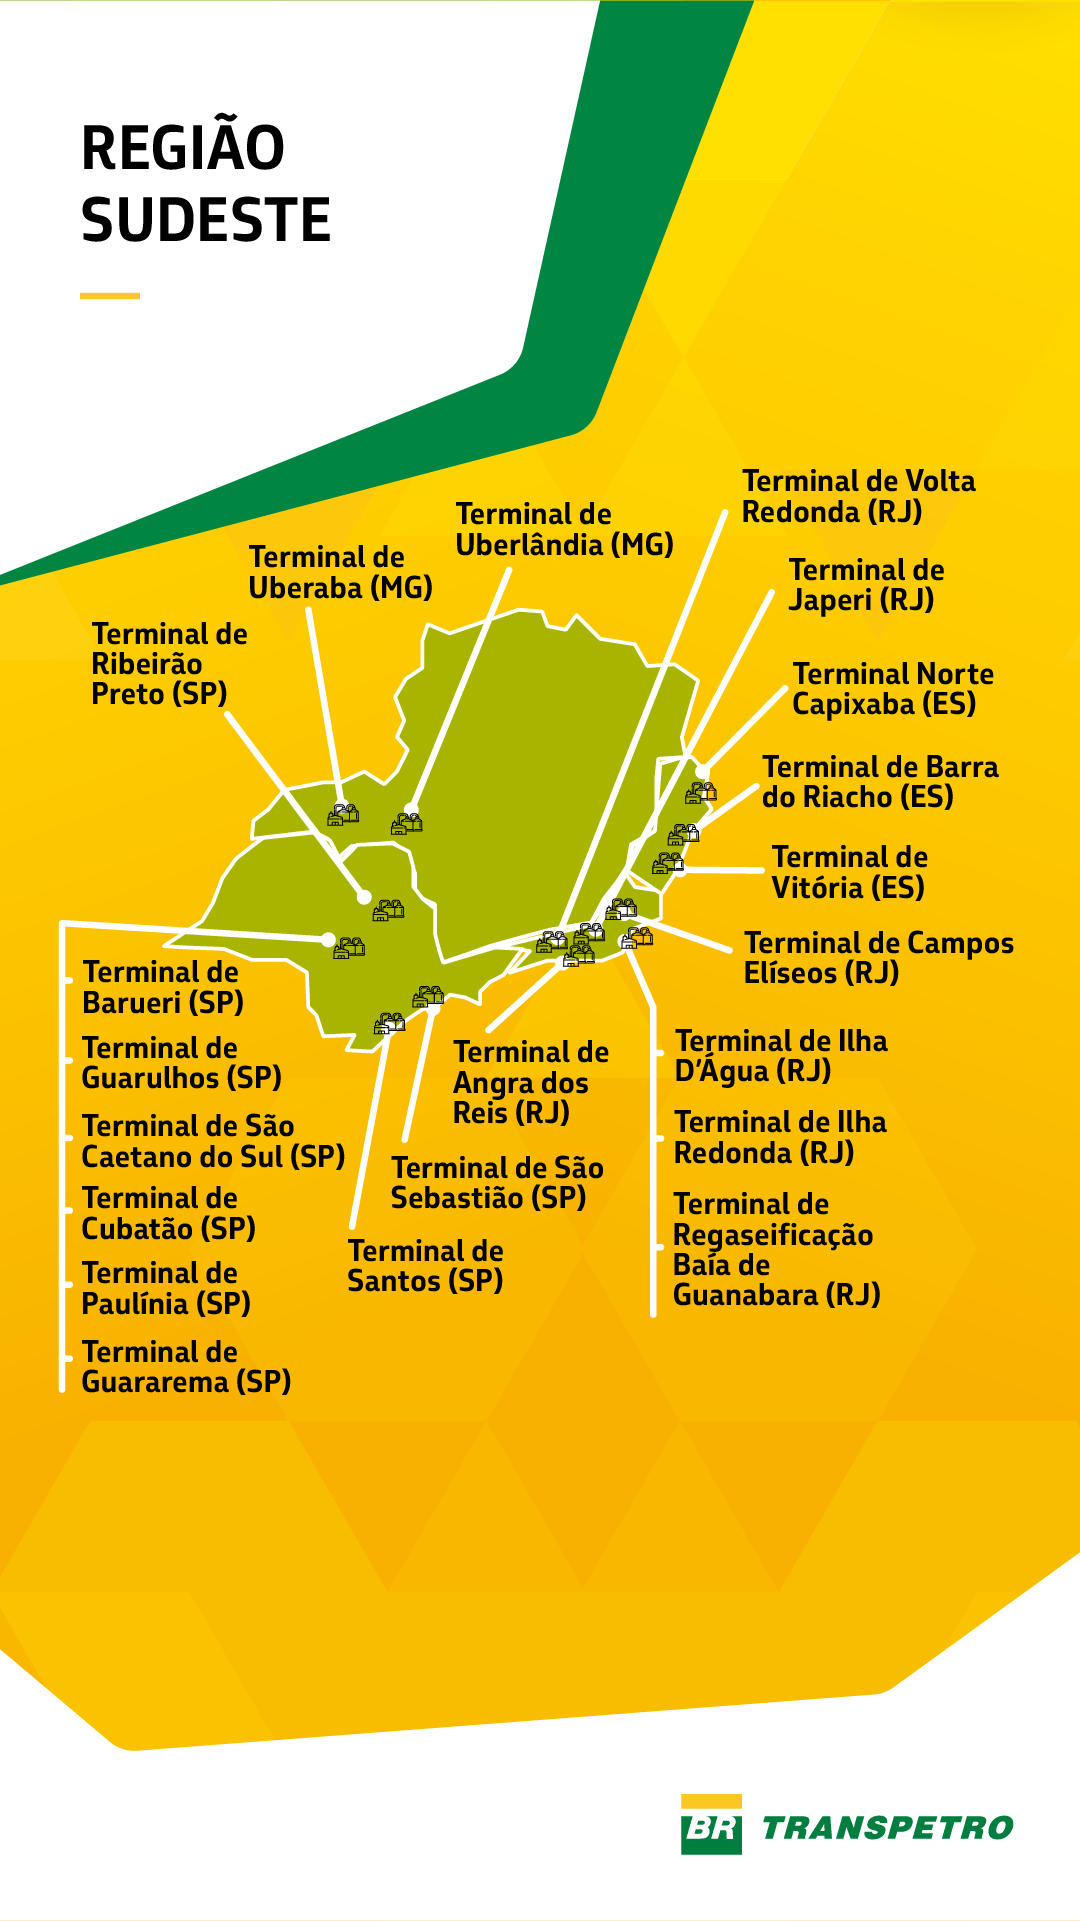 REGIÃO
SUDESTE
Terminal de Volta
Redonda (RJ)
Terminal de
Uberlândia (MG)
Terminal de
Uberaba (MG)
Terminal de
Japeri (RJ)
Terminal de
Ribeirão
Preto (SP)
Terminal Norte
Capixaba (ES)
Terminal de Barra
do Riacho (ES)
Terminal de
Vitória (ES)
Terminal de Campos
Elíseos (RJ)
Terminal de
Barueri (SP)
Terminal de
Guarulhos (SP)
Terminal de São
Caetano do Sul (SP)
Terminal de
Cubatão (SP)
Terminal de
Paulínia (SP)
Terminal de
Guararema (SP)
Terminal de
Angra dos
Reis (RJ)
Terminal de São
Sebastião (SP)
Terminal de
Santos (SP)
Terminal de Ilha
D'Água (RJ)
Terminal de Ilha
Redonda (RJ)
Terminal de
Regaseificação
Baía de
Guanabara (RJ)
BR TRANSPETRO